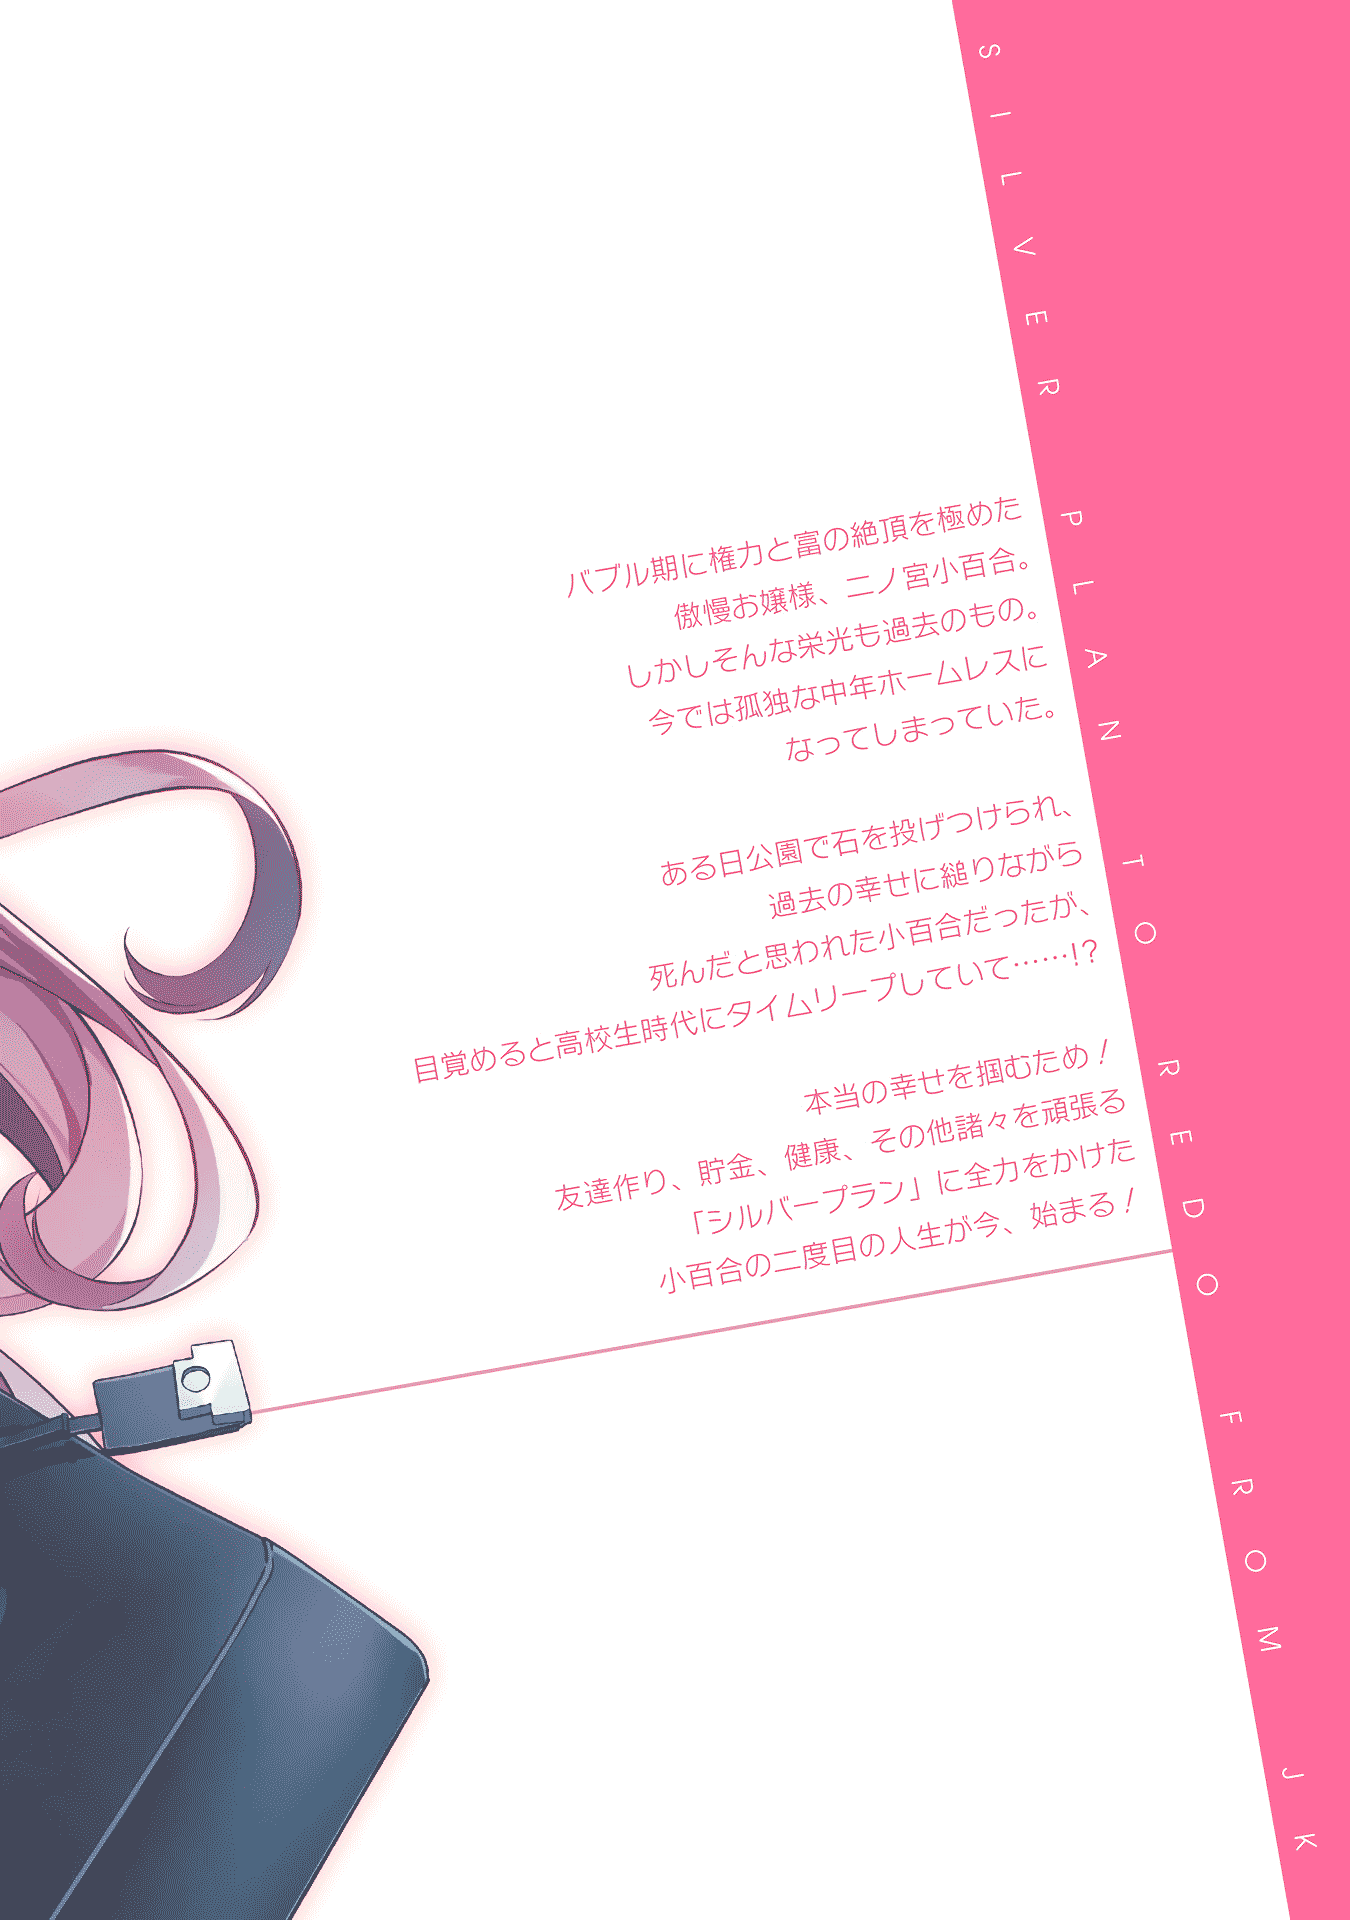 SILVER PLAN TO REDO FROM JK
バブル期に権力と富の絶頂を極めた
傲慢お嬢様、二ノ宮小百合。
しかしそんな栄光も過去のもの。
今では孤独な中年ホームレスに
なってしまっていた。
ある日公園で石を投げつけられ、
過去の幸せに縋りながら
死んだと思われた小百合だったが、
目覚めると高校生時代にタイムリープしていて……!?
本当の幸せを掴むため！
友達作り、貯金、健康、その他諸々を頑張る
「シルバープラン」に全力をかけた
小百合の二度目の人生が今、始まる！